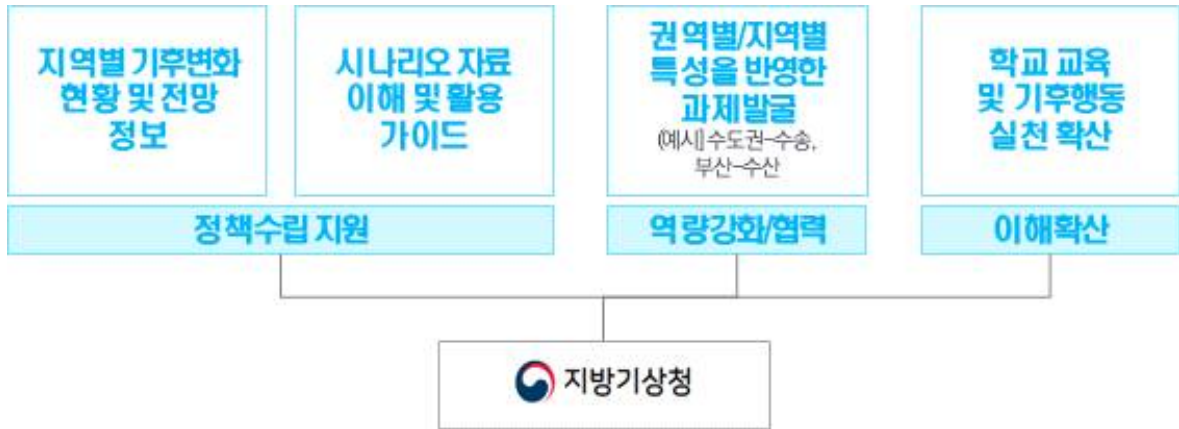 지역별 기후변화
현황 및 전망
정보
시나리오 자료
이해 및 활용
가이드
권역별/지역별
특성을 반영한
과제발굴
(예시) 수도권-수송,
부산-수산
학교 교육
및 기후행동
실천 확산
정책수립 지원
역량강화/협력
이해확산
지방기상청